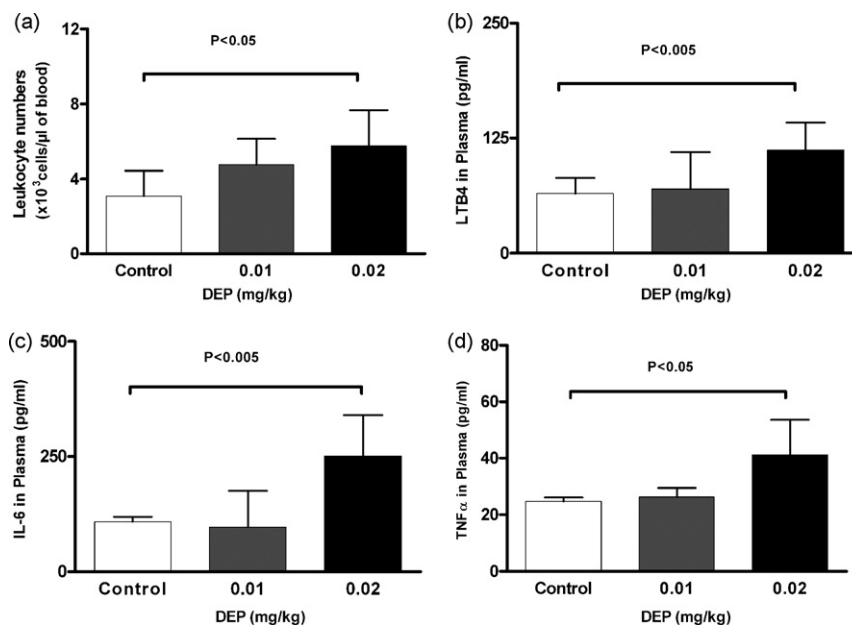 (a)
12
8
4
0
Leukocyte numbers
(x10³cells/µl of blood)
P<0.05
Control 0.01 0.02
DEP (mg/kg)
(b)
250
125
0
LTB4 in Plasma (pg/ml)
P<0.005
Control 0.01 0.02
DEP (mg/kg)
(c)
500
250
0
IL-6 in Plasma (pg/ml)
P<0.005
Control 0.01 0.02
DEP (mg/kg)
(d)
80
60
40
20
0
TNFα in Plasma (pg/ml)
P<0.05
Control 0.01 0.02
DEP (mg/kg)